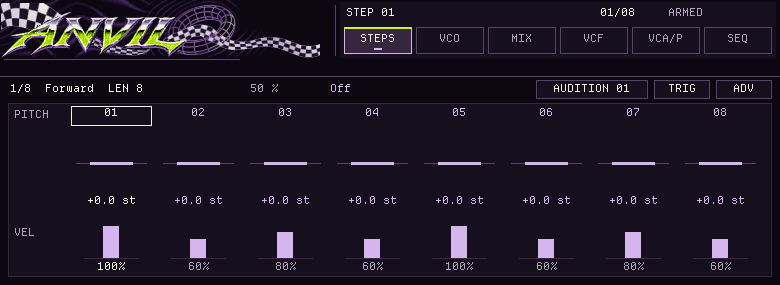 ANVIL
STEP 01 01/08 ARMED
STEPS VCO MIX VCF VCA/P SEQ
1/8 Forward LEN 8 50 % Off AUDITION 01 TRIG ADV
PITCH 01 02 03 04 05 06 07 08
+0.0 st +0.0 st +0.0 st +0.0 st +0.0 st +0.0 st +0.0 st +0.0 st
VEL
100% 60% 80% 60% 100% 60% 80% 60%